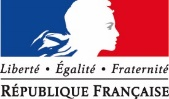 Liberté • Égalité • Fraternité
RÉPUBLIQUE FRANÇAISE